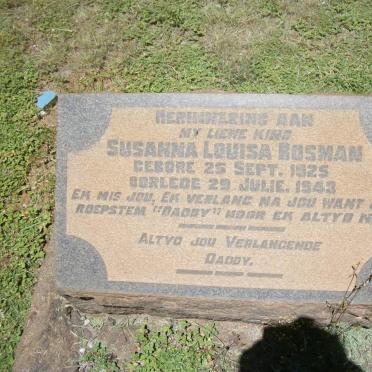 HERINNERING AAN
MY LIEWE KIND
SUSANNA LOUISA BOSMAN
GEBORE 25 SEPT. 1925
OORLEDE 29 JULIE. 1943
EK MIS JOU, EK VERLANG NA JOU WANT
ROEPSTEM "DADDY" HOOR EK ALTYD
ALTYD JOU VERLANGENDE
DADDY.